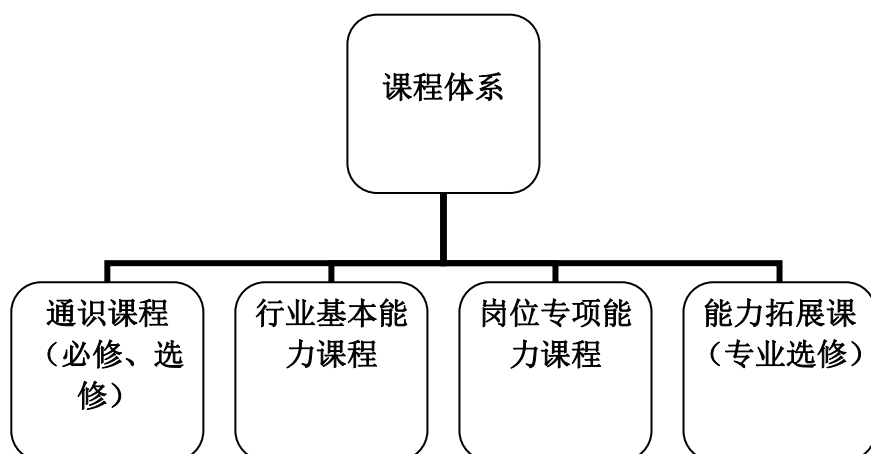 课程体系
通识课程
（必修、选
修）
行业基本能
力课程
岗位专项能
力课程
能力拓展课
（专业选修）